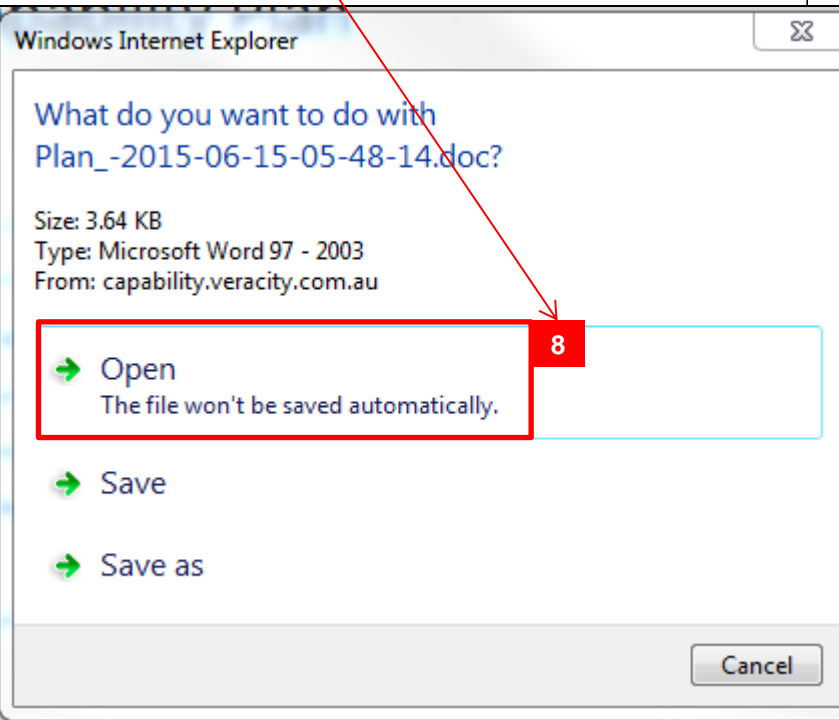 ability Plan
Windows Internet Explorer
What do you want to do with
Plan_-2015-06-15-05-48-14.doc?
Size: 3.64 KB
Type: Microsoft Word 97 - 2003
From: capability.veracity.com.au
8
Open
The file won't be saved automatically.
Save
Save as
Cancel